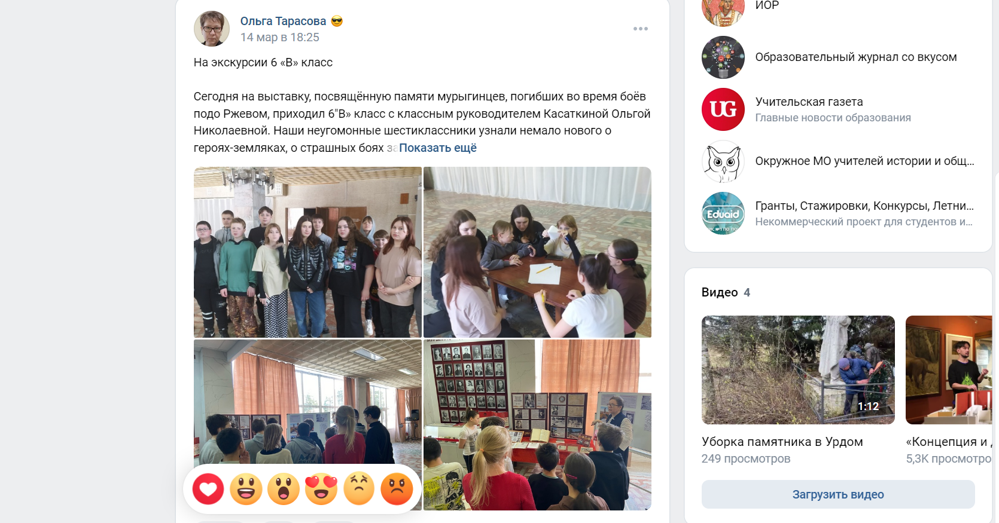 Ольга Тарасова
14 мар в 18:25
На экскурсии 6 «В» класс
Сегодня на выставку, посвящённую памяти мурыгинцев, погибших во время боёв
подо Ржевом, приходил 6"В» класс с классным руководителем Касаткиной Ольгой
Николаевной. Наши неугомонные шестиклассники узнали немало нового о
героях-земляках, о страшных боях за Показать ещё
ИОР
Образовательный журнал со вкусом
UG
Учительская газета
Главные новости образования
Окружное МО учителей истории и общ...
Eduaid
Гранты, Стажировки, Конкурсы, Летни...
Некоммерческий проект для студентов и...
Видео 4
1:12
Уборка памятника в Урдом
249 просмотров
«Концепция и
5,3K просмотро
Загрузить видео